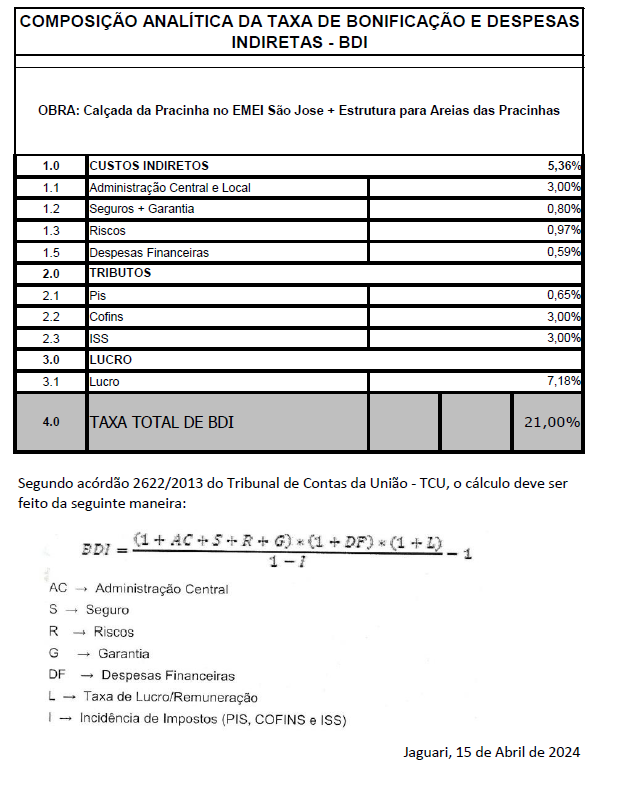 COMPOSIÇÃO ANALÍTICA DA TAXA DE BONIFICAÇÃO E DESPESAS
INDIRETAS - BDI
OBRA: Calçada da Pracinha no EMEI São Jose + Estrutura para Areias das Pracinhas
1.0 CUSTOS INDIRETOS 5,36%
1.1 Administração Central e Local 3,00%
1.2 Seguros + Garantia 0,80%
1.3 Riscos 0,97%
1.5 Despesas Financeiras 0,59%
2.0 TRIBUTOS
2.1 Pis 0,65%
2.2 Cofins 3,00%
2.3 ISS 3,00%
3.0 LUCRO
3.1 Lucro 7,18%
4.0 TAXA TOTAL DE BDI 21,00%
Segundo acórdão 2622/2013 do Tribunal de Contas da União - TCU, o cálculo deve ser
feito da seguinte maneira:
BDI = (1 + AC + S + R + G) * (1 + DF) * (1 + L) / 1 - I - 1
AC → Administração Central
S → Seguro
R → Riscos
G → Garantia
DF → Despesas Financeiras
L → Taxa de Lucro/Remuneração
I → Incidência de Impostos (PIS, COFINS e ISS)
Jaguari, 15 de Abril de 2024